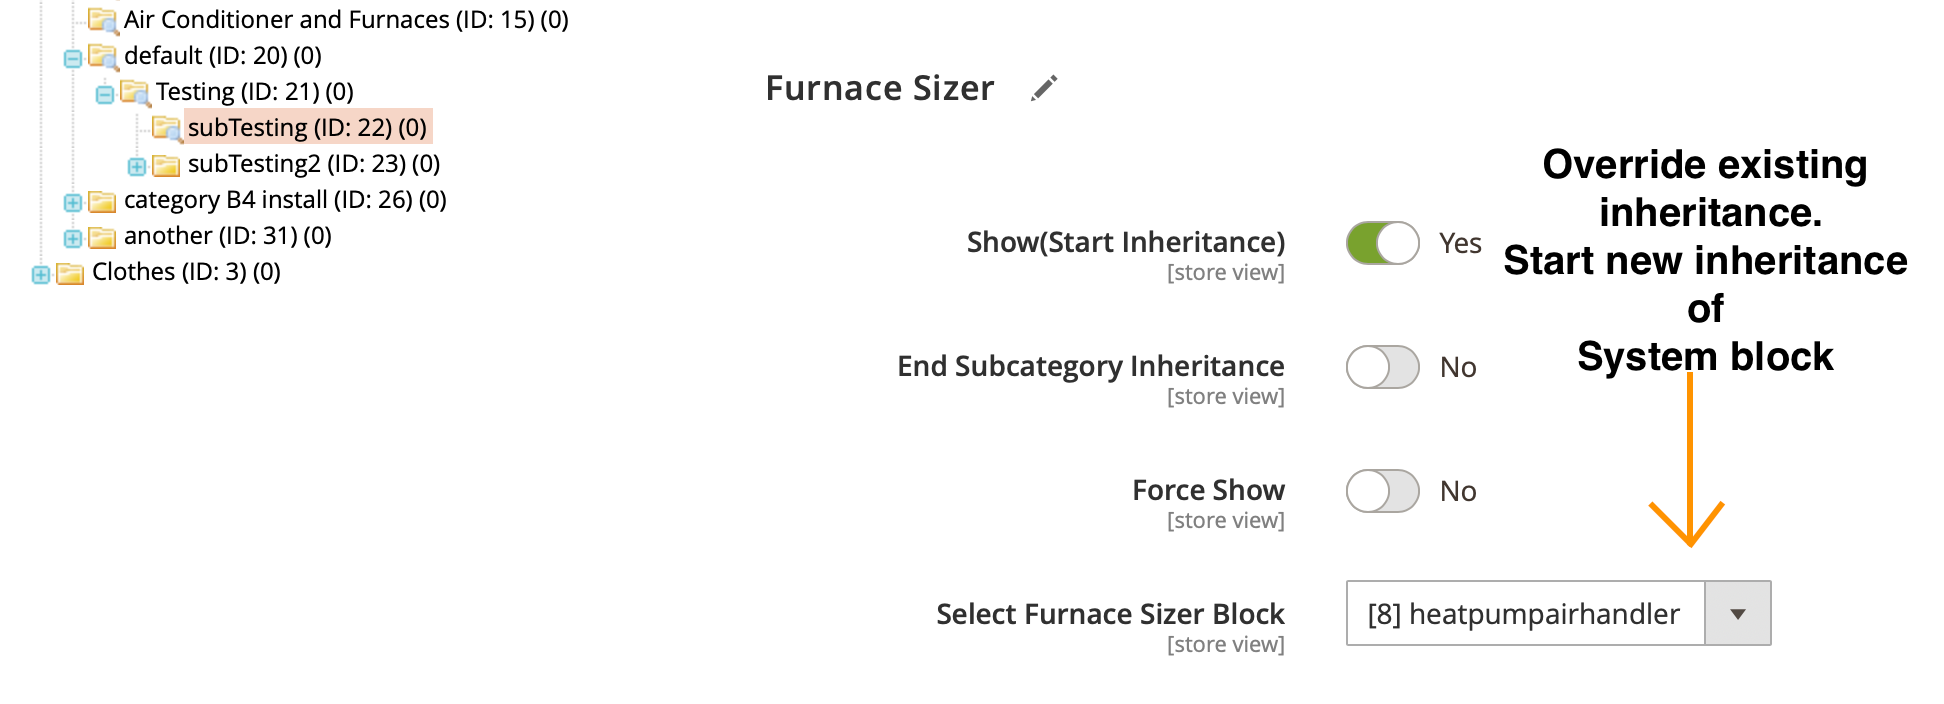 Air Conditioner and Furnaces (ID: 15) (0)
default (ID: 20) (0)
Testing (ID: 21) (0)
subTesting (ID: 22) (0)
subTesting2 (ID: 23) (0)
category B4 install (ID: 26) (0)
another (ID: 31) (0)
Clothes (ID: 3) (0)
Furnace Sizer
Show(Start Inheritance)
[store view]
Yes
End Subcategory Inheritance
[store view]
No
Force Show
[store view]
No
Select Furnace Sizer Block
[store view]
[8] heatpumpairhandler
Override existing
inheritance.
Start new inheritance
of
System block